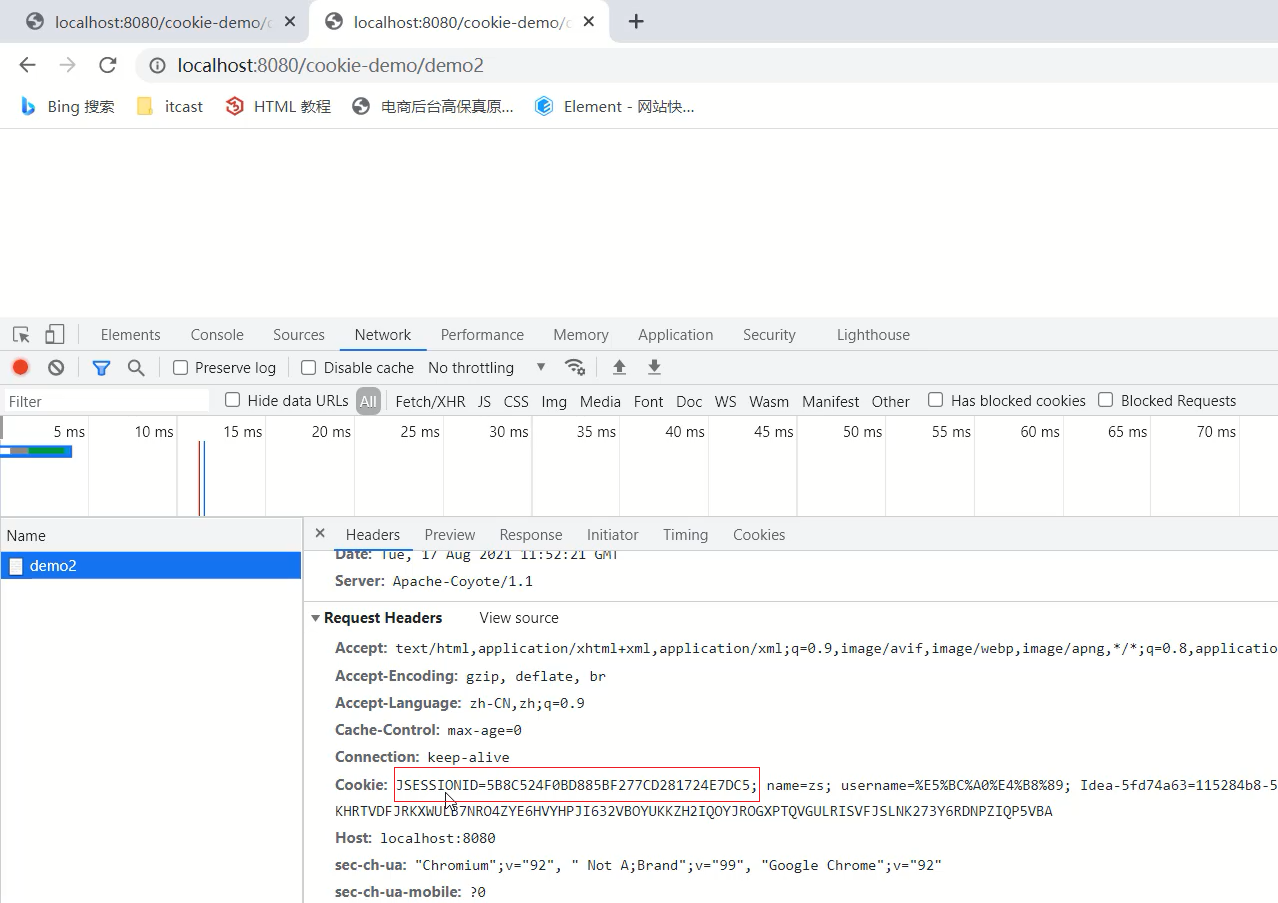 localhost:8080/cookie-demo/ localhost:8080/cookie-demo/
localhost:8080/cookie-demo/demo2
Bing 搜索 itcast HTML 教程 电商后台高保真原... Element - 网站快...
Elements Console Sources Network Performance Memory Application Security Lighthouse
Preserve log Disable cache No throttling
Filter Hide data URLs All Fetch/XHR JS CSS Img Media Font Doc WS Wasm Manifest Other Has blocked cookies Blocked Requests
5 ms 10 ms 15 ms 20 ms 25 ms 30 ms 35 ms 40 ms 45 ms 50 ms 55 ms 60 ms 65 ms 70 ms
Name Headers Preview Response Initiator Timing Cookies
demo2
Date: Tue, 17 Aug 2021 11:52:21 GMT
Server: Apache-Coyote/1.1
Request Headers View source
Accept: text/html,application/xhtml+xml,application/xml;q=0.9,image/avif,image/webp,image/apng,*/*;q=0.8,applicatio
Accept-Encoding: gzip, deflate, br
Accept-Language: zh-CN,zh;q=0.9
Cache-Control: max-age=0
Connection: keep-alive
Cookie: JSESSIONID=5B8C524F0BD885BF277CD281724E7DC5; name=zs; username=%E5%BC%A0%E4%B8%89; Idea-5fd74a63=115284b8-5
KHRTVDFJRKXWULB7NRO4ZYE6HVYHPJI632VBOYUKKZH2IQOYJROGXPTQVGULRISVFJSLNK273Y6RDNPZIQP5VBA
Host: localhost:8080
sec-ch-ua: "Chromium";v="92", " Not A;Brand";v="99", "Google Chrome";v="92"
sec-ch-ua-mobile: ?0